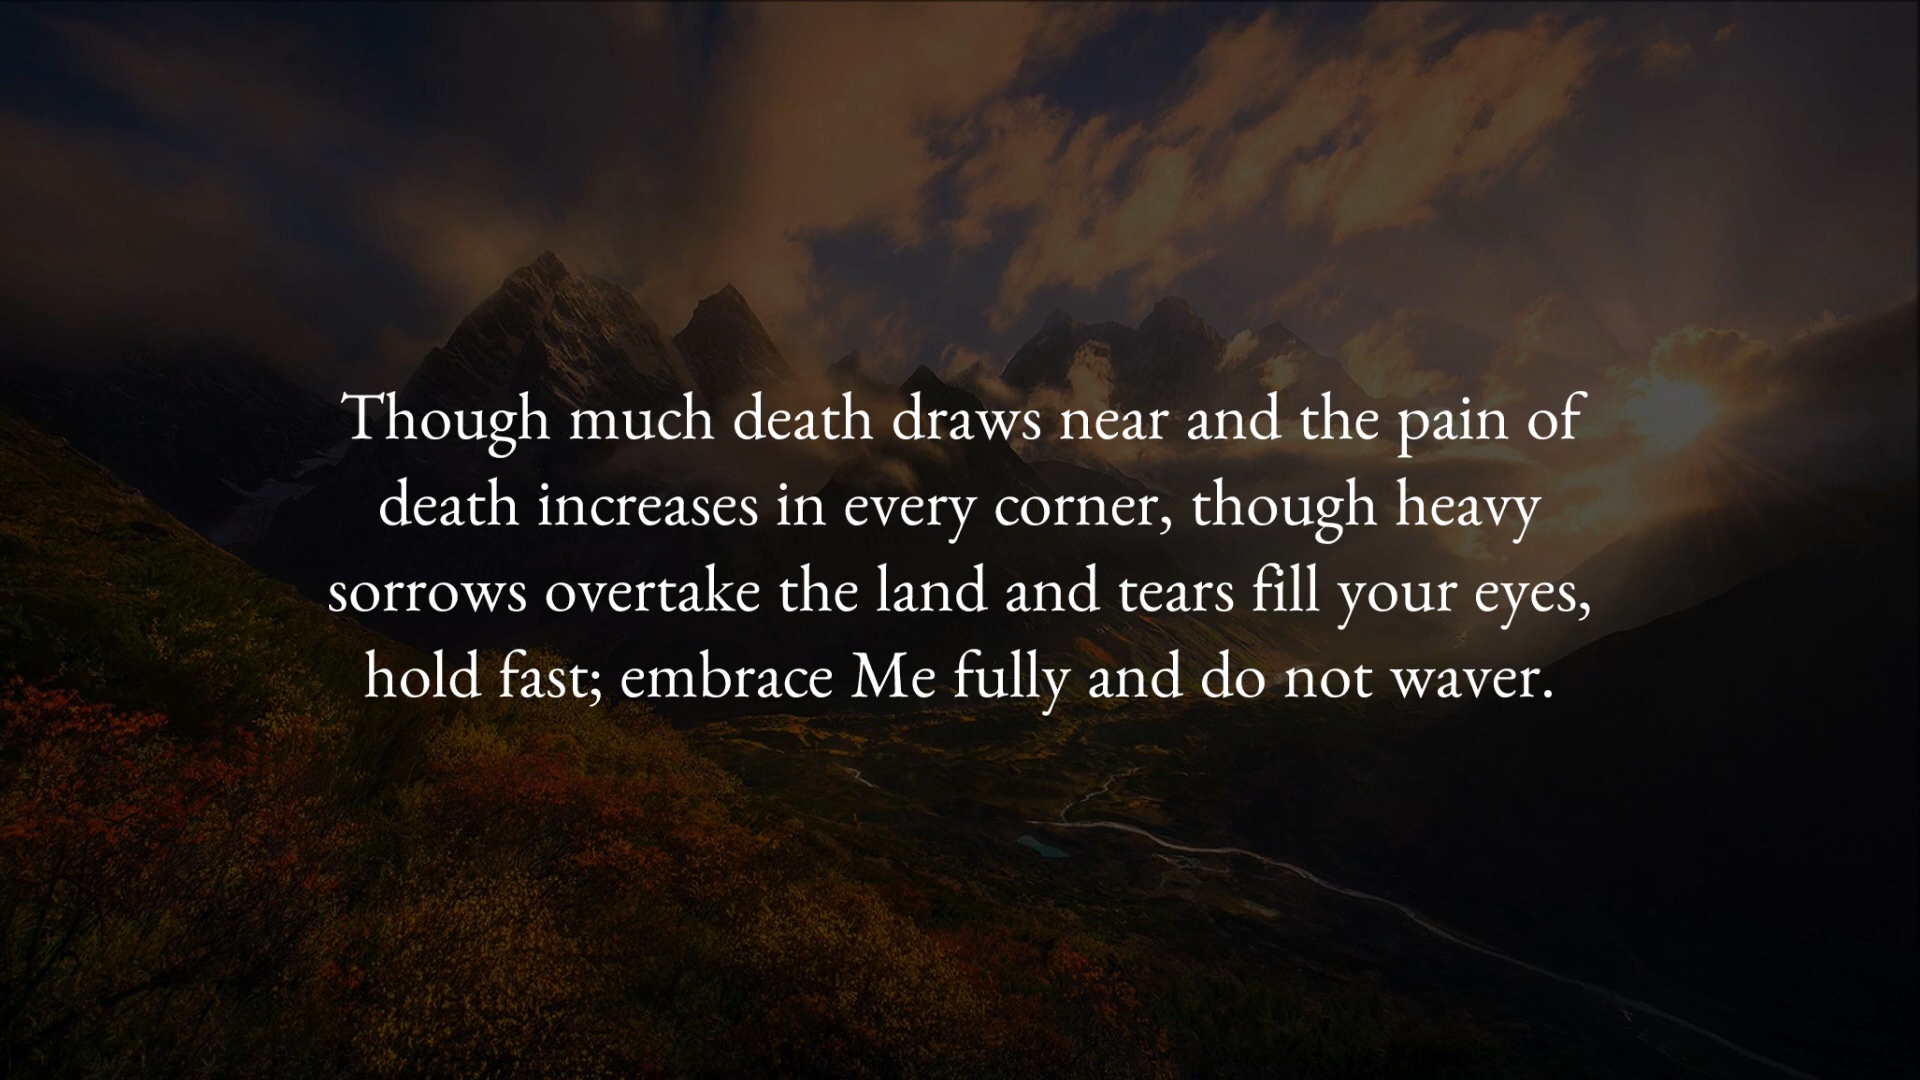 Though much death draws near and the pain of
death increases in every corner, though heavy
sorrows overtake the land and tears fill your eyes,
hold fast; embrace Me fully and do not waver.